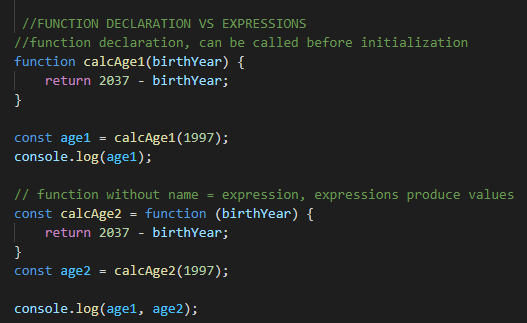 //FUNCTION DECLARATION VS EXPRESSIONS
//function declaration, can be called before initialization
function calcAge1(birthYear) {
    return 2037 - birthYear;
}

const age1 = calcAge1(1997);
console.log(age1);

// function without name = expression, expressions produce values
const calcAge2 = function (birthYear) {
    return 2037 - birthYear;
}
const age2 = calcAge2(1997);

console.log(age1, age2);